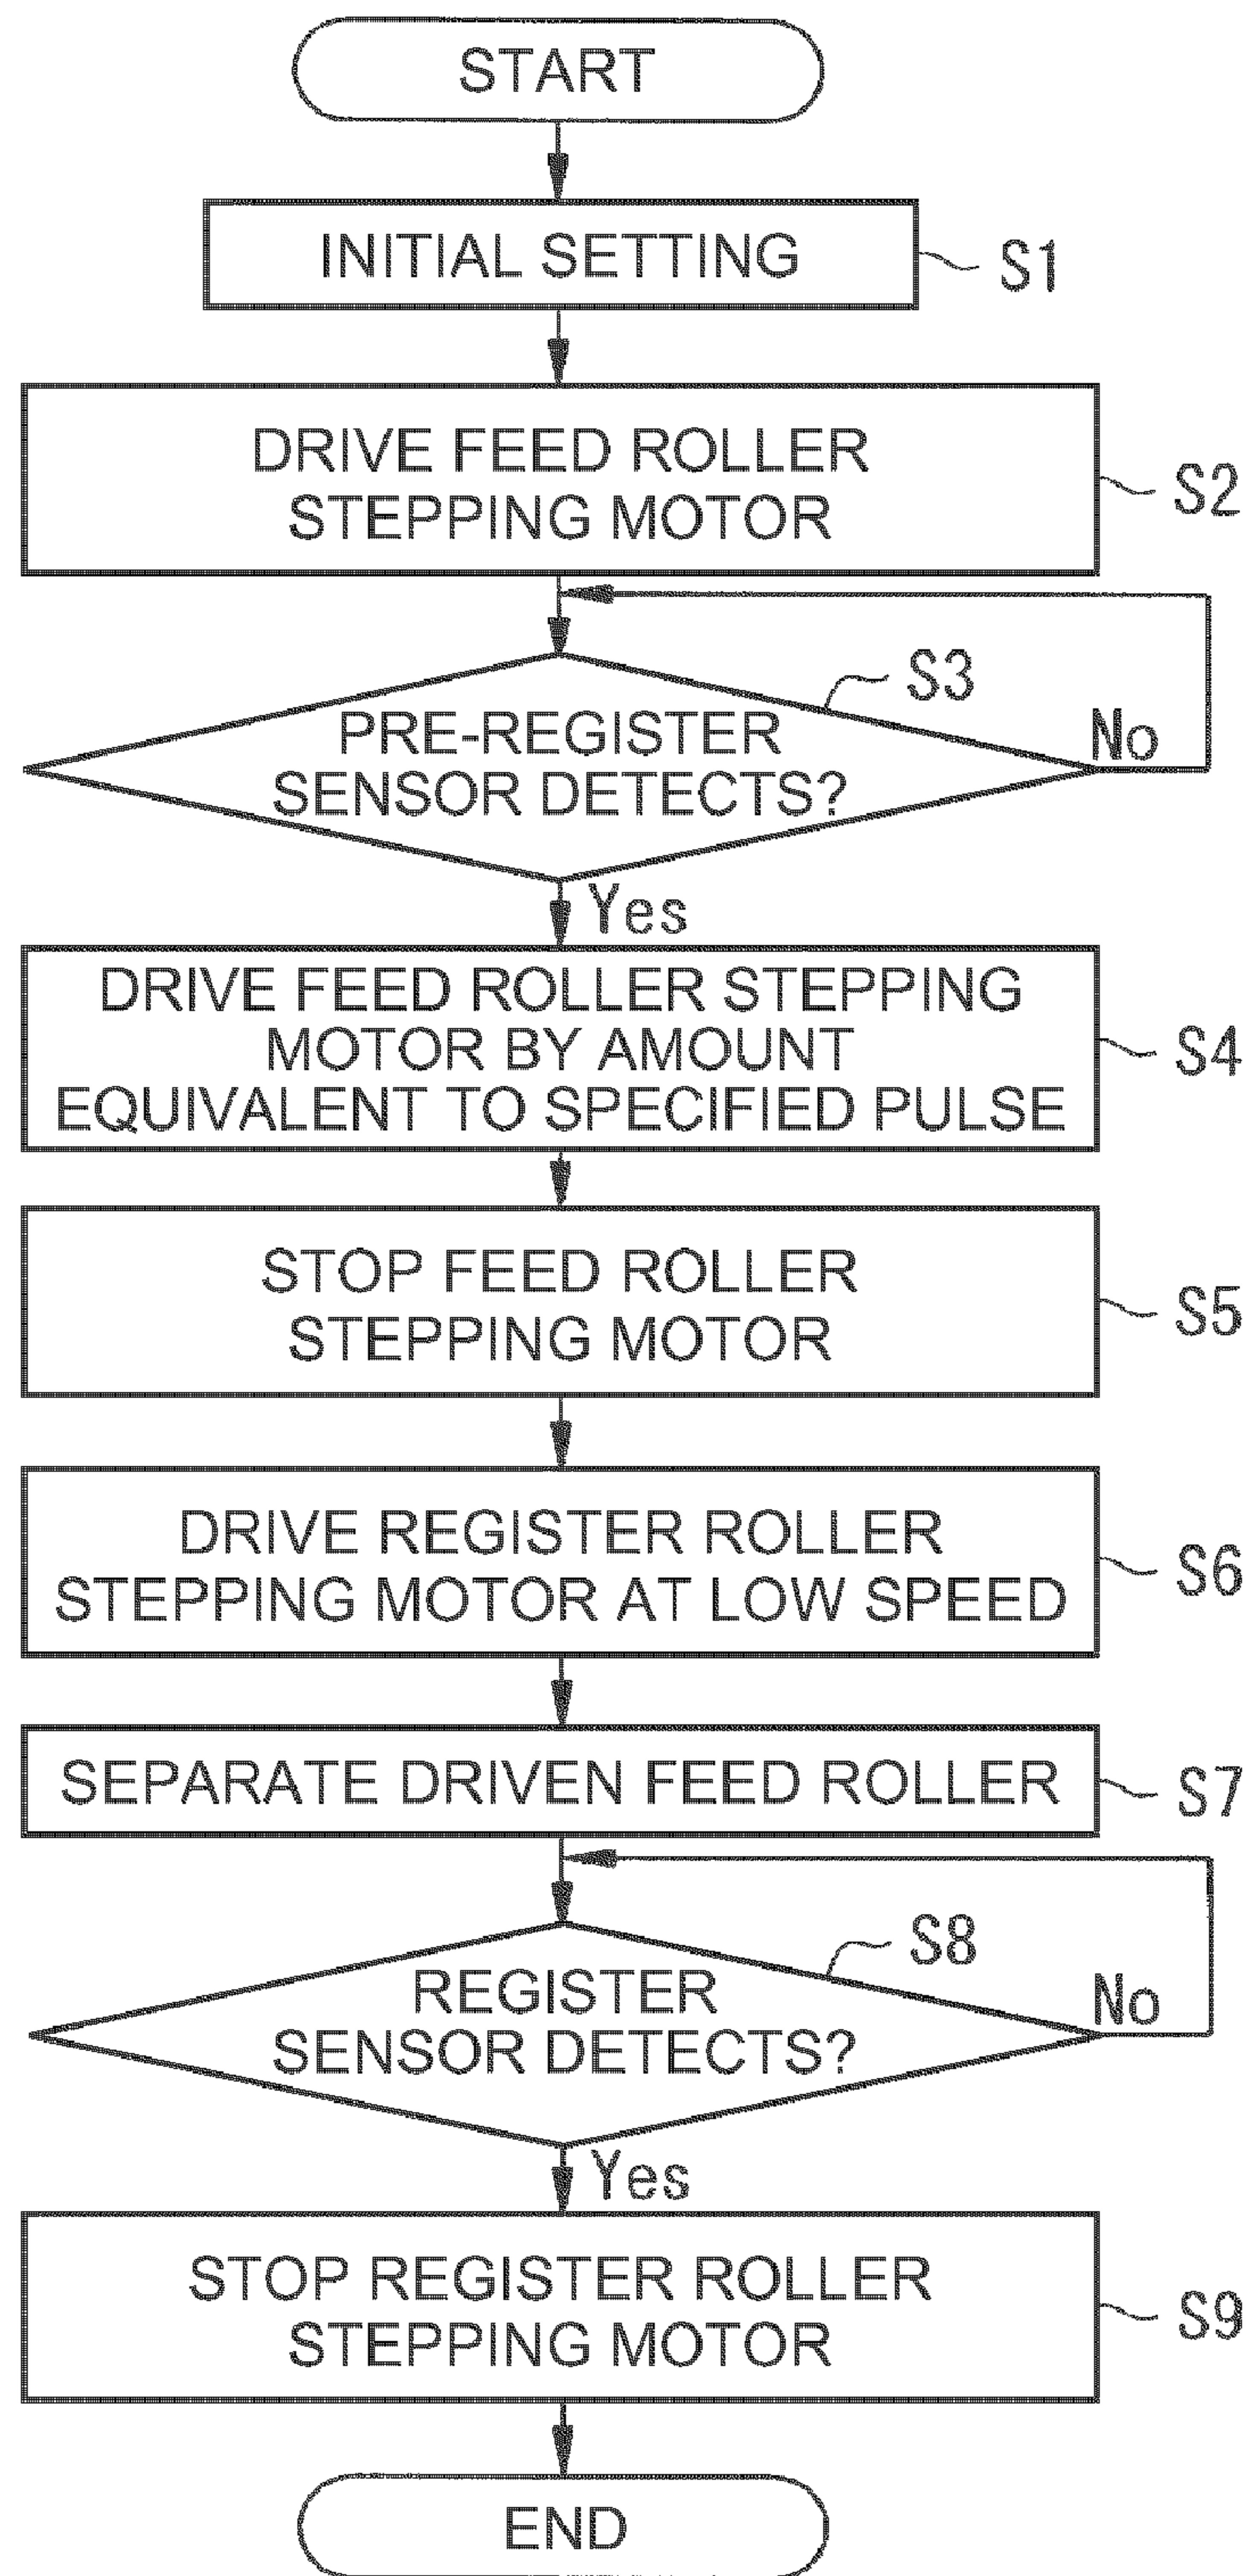 START
INITIAL SETTING
S1
DRIVE FEED ROLLER
STEPPING MOTOR
S2
S3
PRE-REGISTER
SENSOR DETECTS?
No
Yes
DRIVE FEED ROLLER STEPPING
MOTOR BY AMOUNT
EQUIVALENT TO SPECIFIED PULSE
S4
STOP FEED ROLLER
STEPPING MOTOR
S5
DRIVE REGISTER ROLLER
STEPPING MOTOR AT LOW SPEED
S6
SEPARATE DRIVEN FEED ROLLER
S7
S8
REGISTER
SENSOR DETECTS?
No
Yes
STOP REGISTER ROLLER
STEPPING MOTOR
S9
END